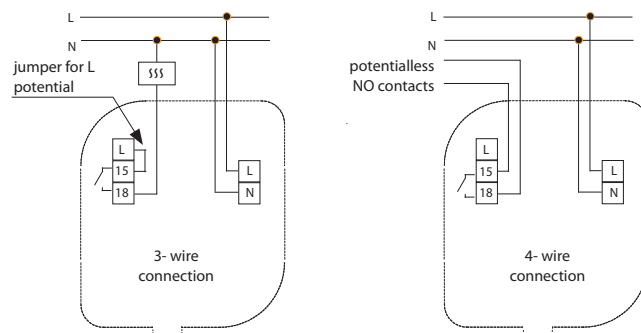 L
N
jumper for L
potential
L
15
18
L
N
3- wire
connection
L
N
potentialless
NO contacts
L
15
18
L
N
4- wire
connection